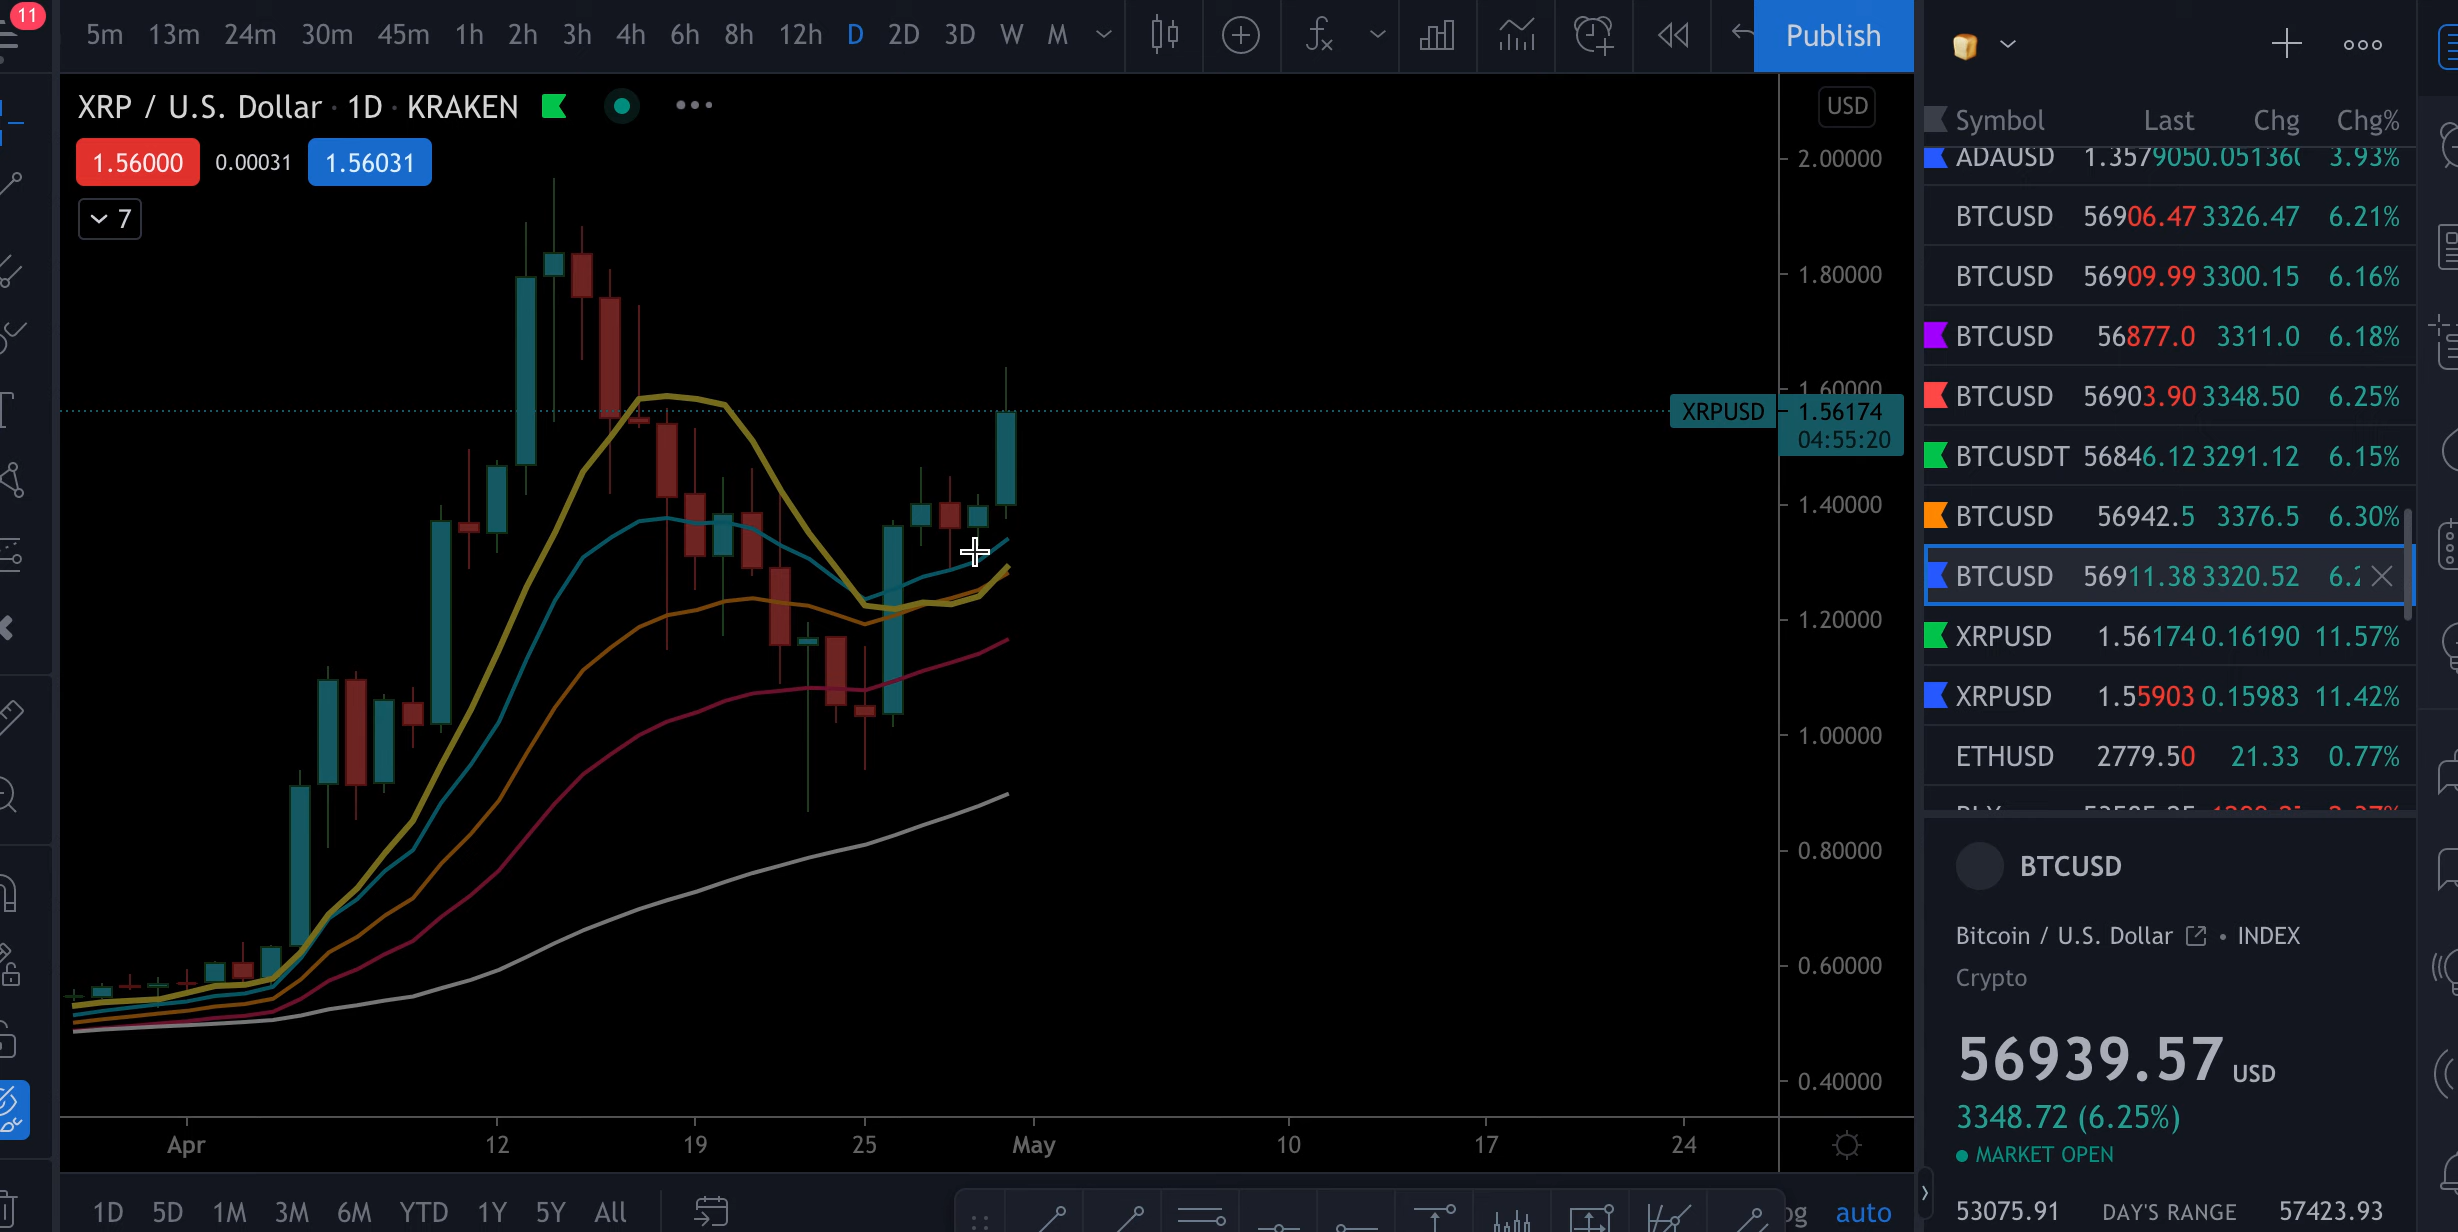 11
5m 13m 24m 30m 45m 1h 2h 3h 4h 6h 8h 12h D 2D 3D W M Publish
XRP / U.S. Dollar · 1D · KRAKEN
1.56000 0.00031 1.56031
7
USD
2.00000
1.80000
1.60000
XRPUSD 1.56174
04:55:20
1.40000
1.20000
1.00000
0.80000
0.60000
0.40000
Apr 12 19 25 May 10 17 24
1D 5D 1M 3M 6M YTD 1Y 5Y All
auto
Symbol Last Chg Chg%
ADAUSD 1.3579050.05136 3.93%
BTCUSD 56906.47 3326.47 6.21%
BTCUSD 56909.99 3300.15 6.16%
BTCUSD 56877.0 3311.0 6.18%
BTCUSD 56903.90 3348.50 6.25%
BTCUSDT 56846.12 3291.12 6.15%
BTCUSD 56942.5 3376.5 6.30%
BTCUSD 56911.38 3320.52 6.2
XRPUSD 1.56174 0.16190 11.57%
XRPUSD 1.55903 0.15983 11.42%
ETHUSD 2779.50 21.33 0.77%
BTCUSD
Bitcoin / U.S. Dollar • INDEX
Crypto
56939.57 USD
3348.72 (6.25%)
MARKET OPEN
53075.91 DAY'S RANGE 57423.93